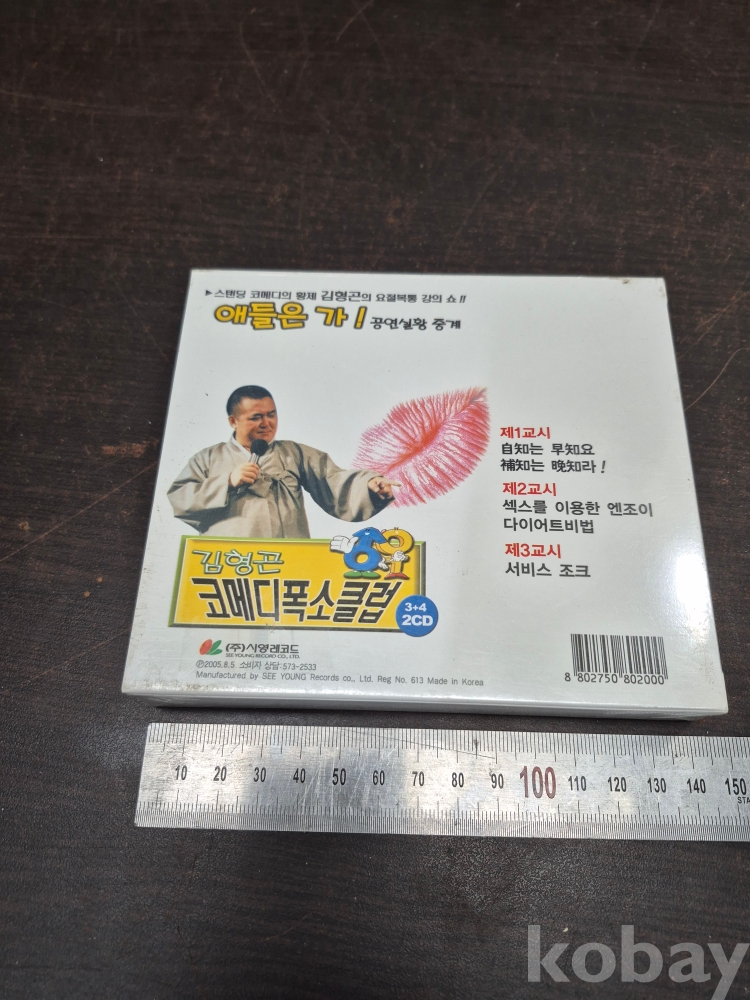 ▶스탠딩 코메디의 황제 김형곤의 요절복통 강의 쇼!!
애들은 가! 공연실황 중계
제1교시
自知는 早知요
補知는 晩知라!
제2교시
섹스를 이용한 엔조이
다이어트비법
제3교시
서비스 조크
김형곤
코메디폭소클럽
3+4
2CD
(주)시영레코드
SEE YOUNG RECORD CO., LTD.
℗2005.8.5 소비자 상담:573-2533
Manufactured by SEE YOUNG Records co., Ltd. Reg No. 613 Made in Korea
8 802750 802000
10 20 30 40 50 60 70 80 90 100 110 120 130 140 150
STA
kobay